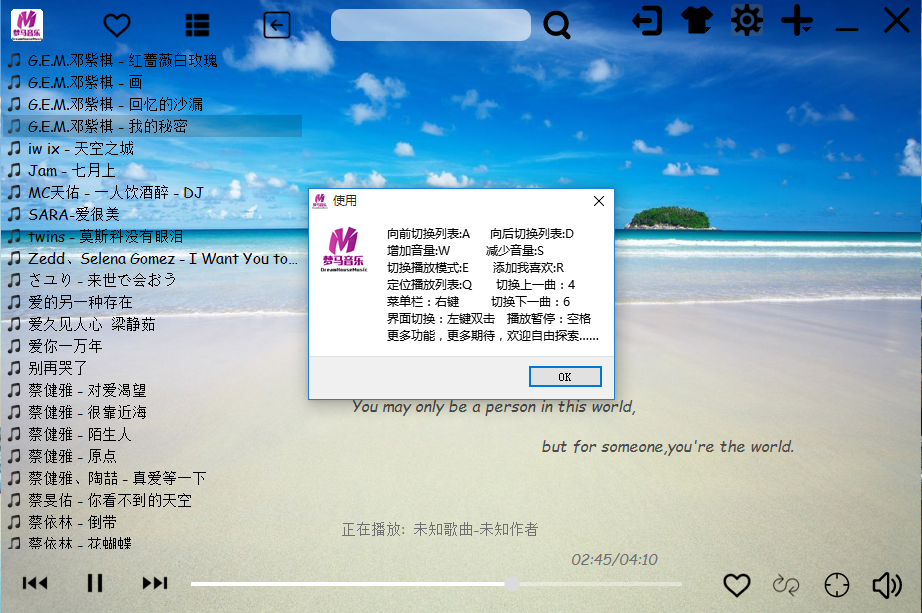 梦马音乐
DreamHouseMusic
G.E.M.邓紫棋 - 红蔷薇白玫瑰
G.E.M.邓紫棋 - 画
G.E.M.邓紫棋 - 回忆的沙漏
G.E.M.邓紫棋 - 我的秘密
iw ix - 天空之城
Jam - 七月上
MC天佑 - 一人饮酒醉 - DJ
SARA-爱很美
twins - 莫斯科没有眼泪
Zedd、Selena Gomez - I Want You to...
さユり - 来世で会おう
爱的另一种存在
爱久见人心 梁静茹
爱你一万年
别再哭了
蔡健雅 - 对爱渴望
蔡健雅 - 很靠近海
蔡健雅 - 陌生人
蔡健雅 - 原点
蔡健雅、陶喆 - 真爱等一下
蔡旻佑 - 你看不到的天空
蔡依林 - 倒带
蔡依林 - 花蝴蝶
使用
梦马音乐
DreamHouseMusic
向前切换列表:A 向后切换列表:D
增加音量:W 减少音量:S
切换播放模式:E 添加我喜欢:R
定位播放列表:Q 切换上一曲：4
菜单栏：右键 切换下一曲：6
界面切换：左键双击 播放暂停：空格
更多功能，更多期待，欢迎自由探索......
OK
You may only be a person in this world,
but for someone,you're the world.
正在播放: 未知歌曲-未知作者
02:45/04:10